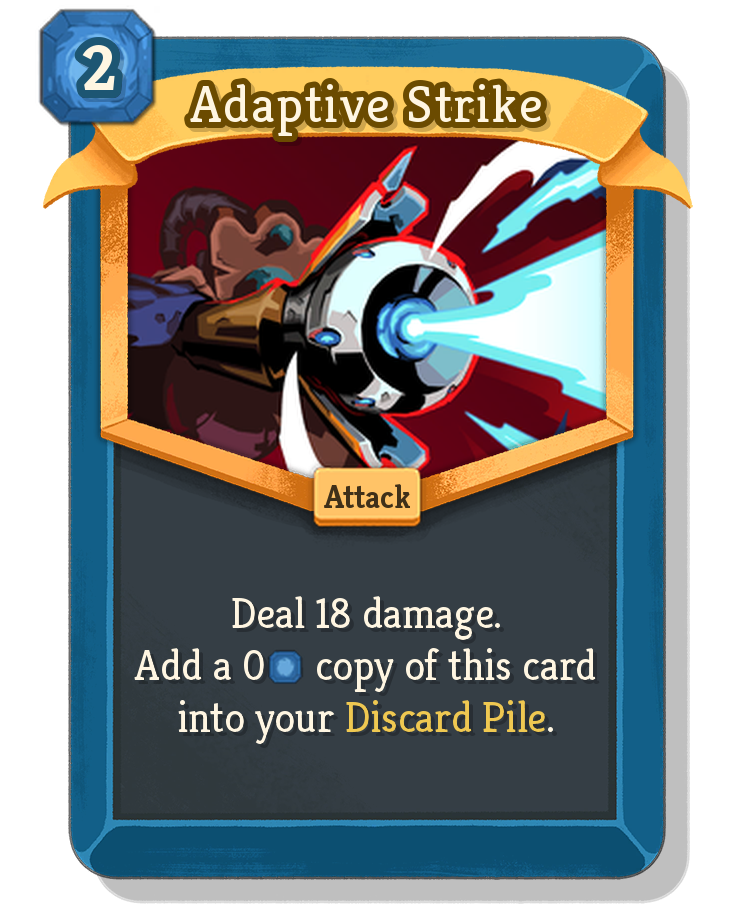 2
Adaptive Strike
Attack
Deal 18 damage.
Add a 0 copy of this card
into your Discard Pile.